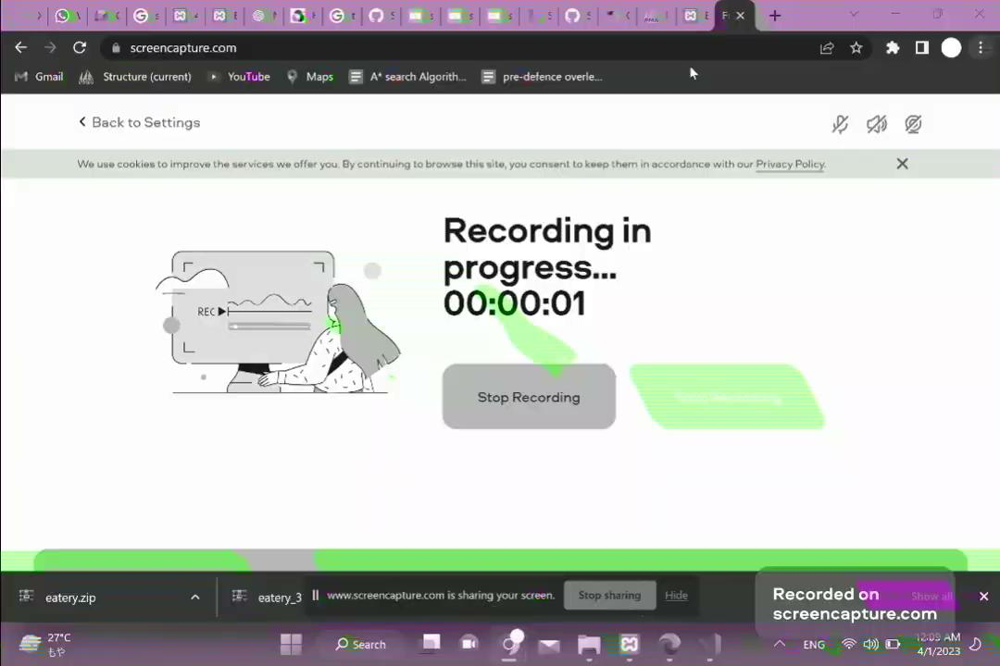 screencapture.com
Gmail
Structure (current)
YouTube
Maps
A* search Algorith...
pre-defence overle...
Back to Settings
We use cookies to improve the services we offer you. By continuing to browse this site, you consent to keep them in accordance with our Privacy Policy.
Recording in
progress...
00:00:01
REC
Stop Recording
eatery.zip
eatery_3
www.screencapture.com is sharing your screen.
Stop sharing
Hide
Recorded on
screencapture.com
Show all
27°C
もや
Search
ENG
12:09 AM
4/1/2023